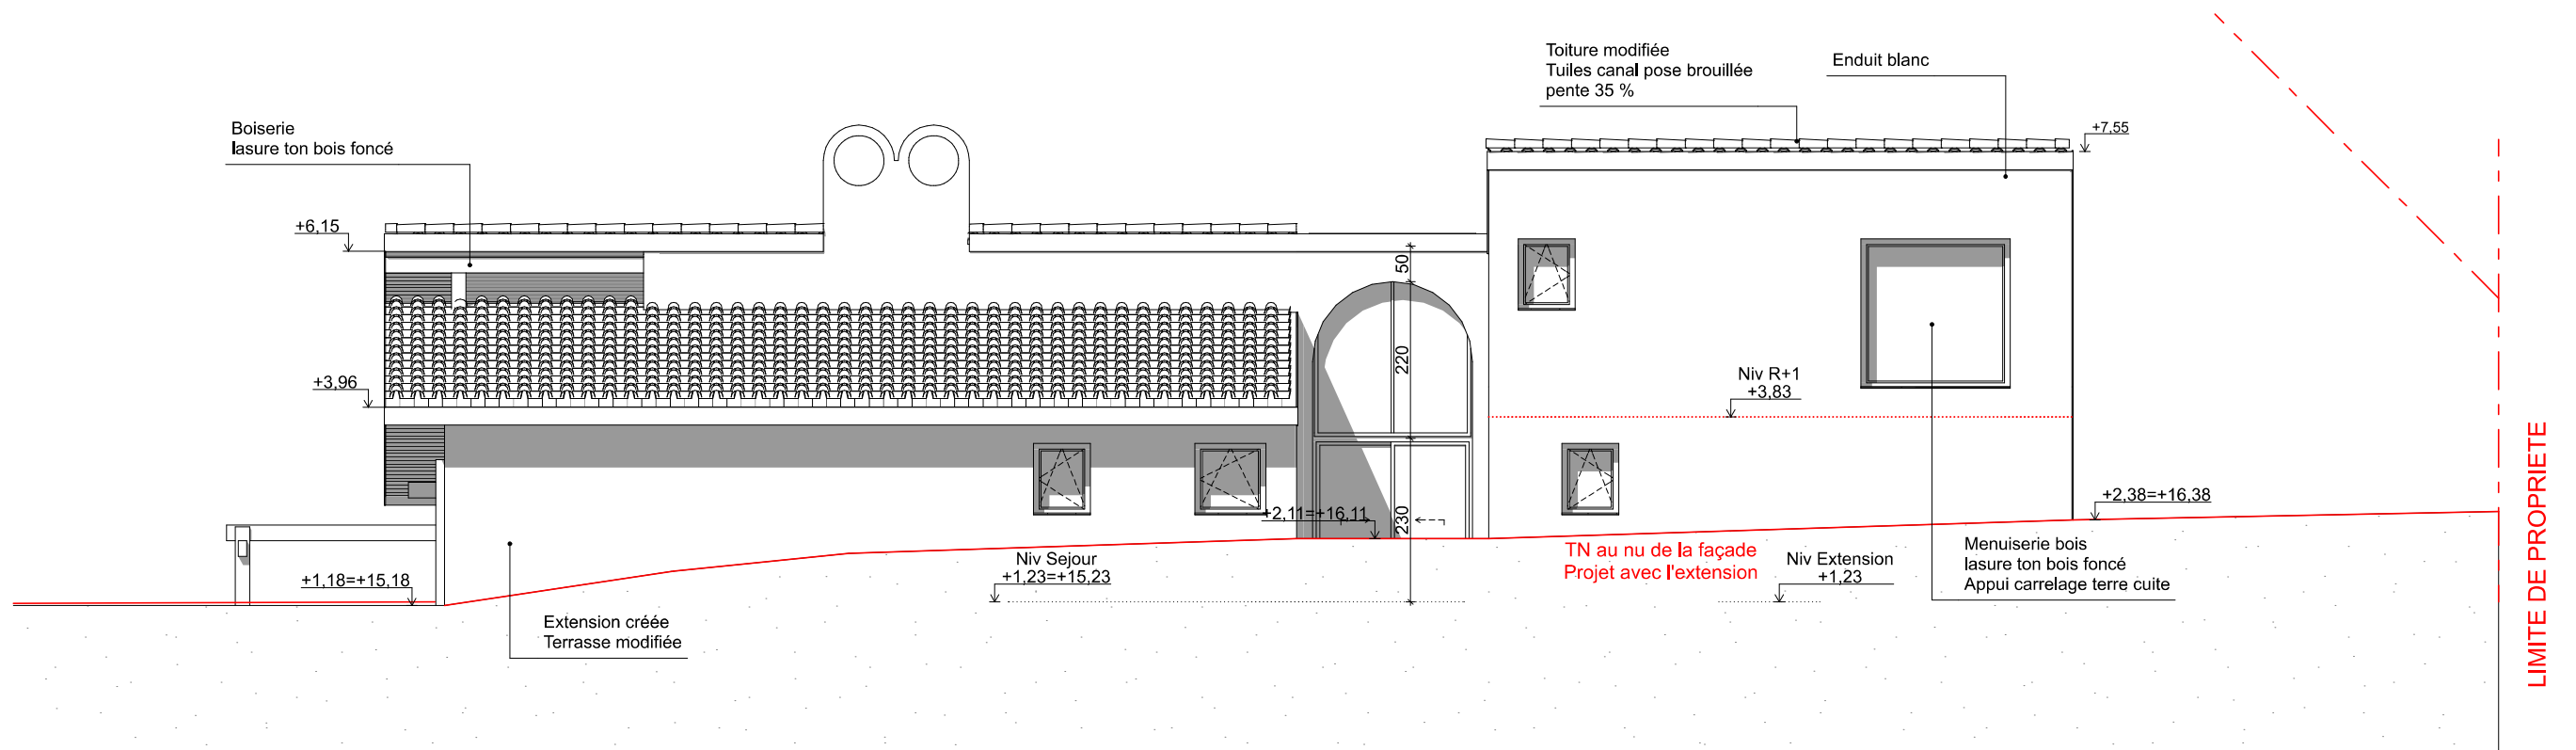 Toiture modifiée
Tuiles canal pose brouillée
pente 35 %
Enduit blanc
Boiserie
lasure ton bois foncé
+7,55
+6,15
50
220
230
+3,96
Niv R+1
+3,83
+2,11=+16,11
+2,38=+16,38
TN au nu de la façade
Projet avec l'extension
Niv Sejour
+1,23=+15,23
Niv Extension
+1,23
Menuiserie bois
lasure ton bois foncé
Appui carrelage terre cuite
+1,18=+15,18
Extension créée
Terrasse modifiée
LIMITE DE PROPRIETE